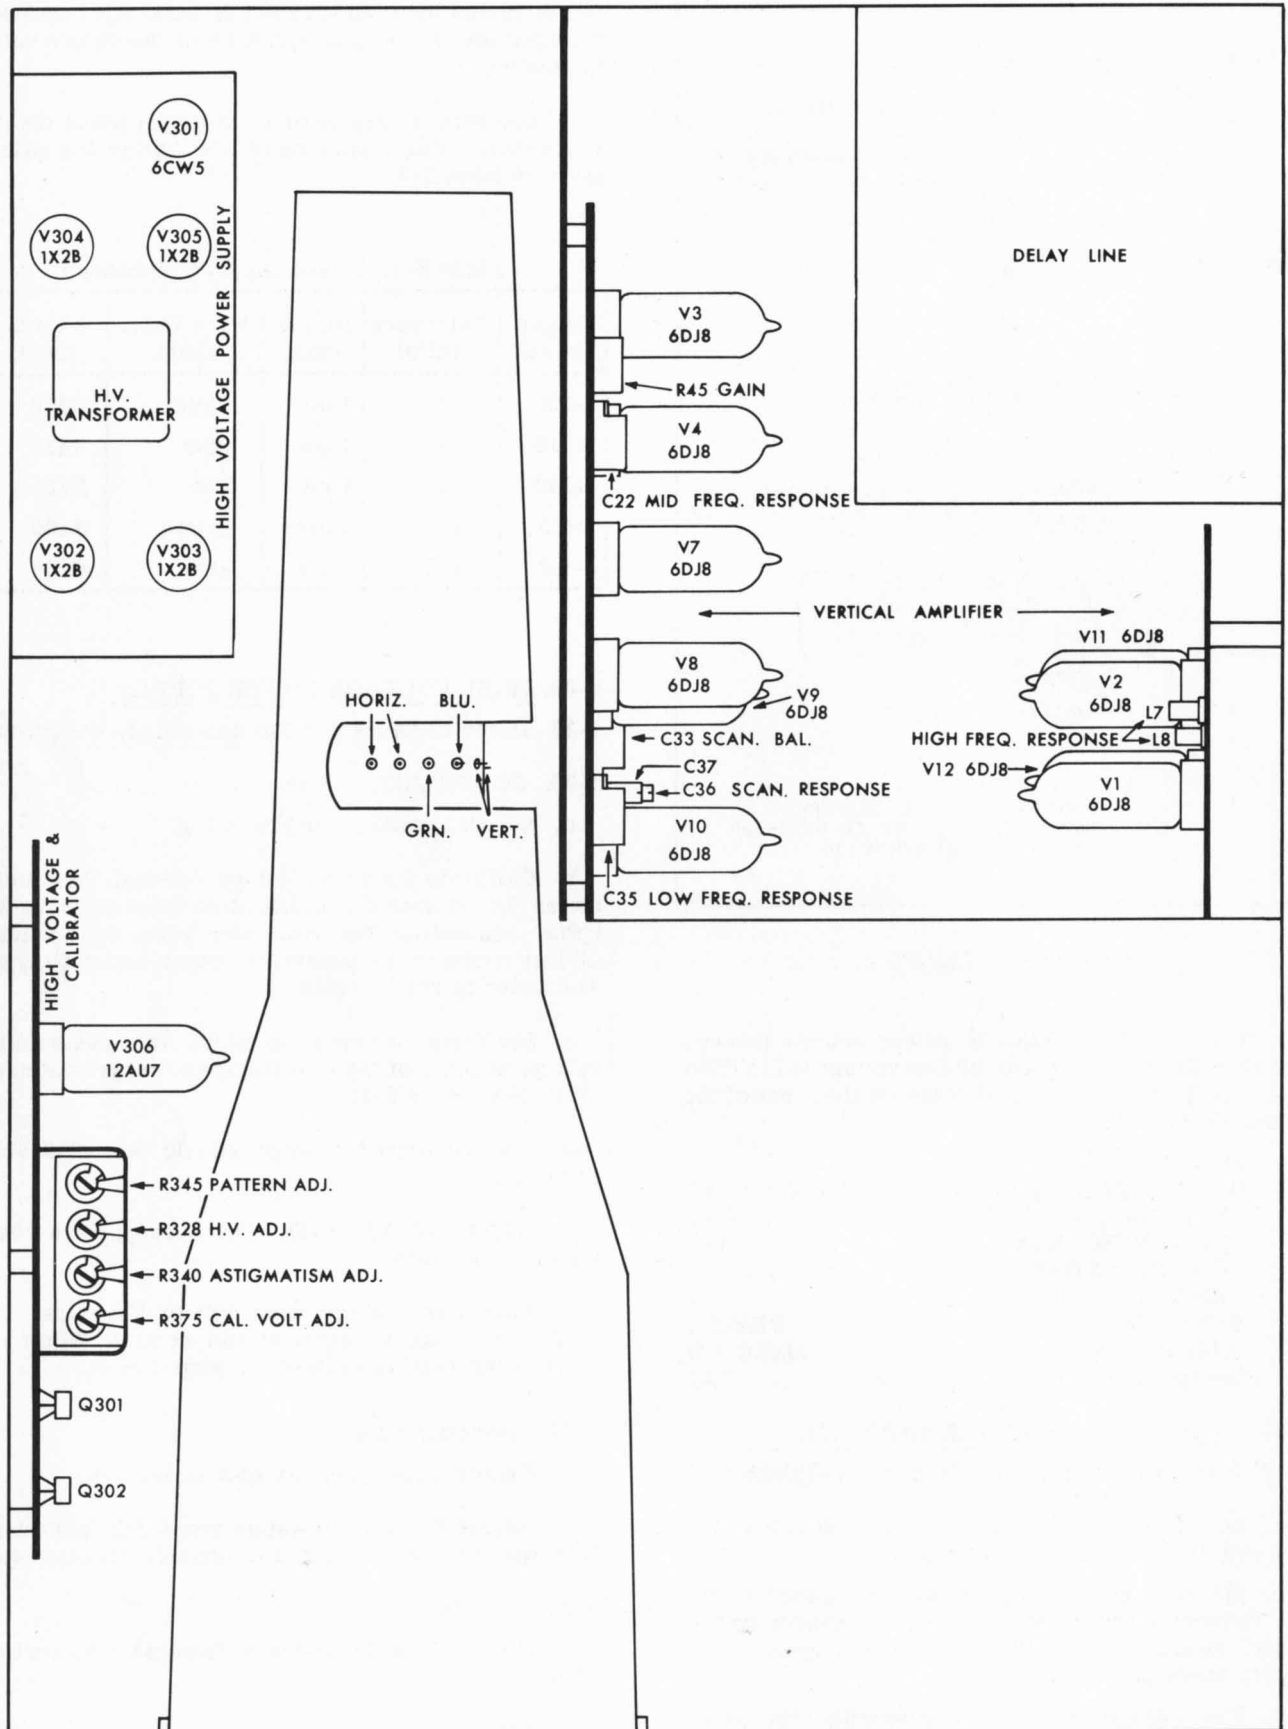 V301
6CW5
V304
1X2B
V305
1X2B
HIGH VOLTAGE POWER SUPPLY
H.V.
TRANSFORMER
V302
1X2B
V303
1X2B
DELAY LINE
V3
6DJ8
R45 GAIN
V4
6DJ8
C22 MID FREQ. RESPONSE
V7
6DJ8
VERTICAL AMPLIFIER
V11 6DJ8
V8
6DJ8
V9
6DJ8
V2
6DJ8
L7
HIGH FREQ. RESPONSE
L8
C33 SCAN. BAL.
V12 6DJ8
C37
C36 SCAN. RESPONSE
V1
6DJ8
V10
6DJ8
C35 LOW FREQ. RESPONSE
HORIZ.
BLU.
GRN.
VERT.
HIGH VOLTAGE &
CALIBRATOR
V306
12AU7
R345 PATTERN ADJ.
R328 H.V. ADJ.
R340 ASTIGMATISM ADJ.
R375 CAL. VOLT ADJ.
Q301
Q302